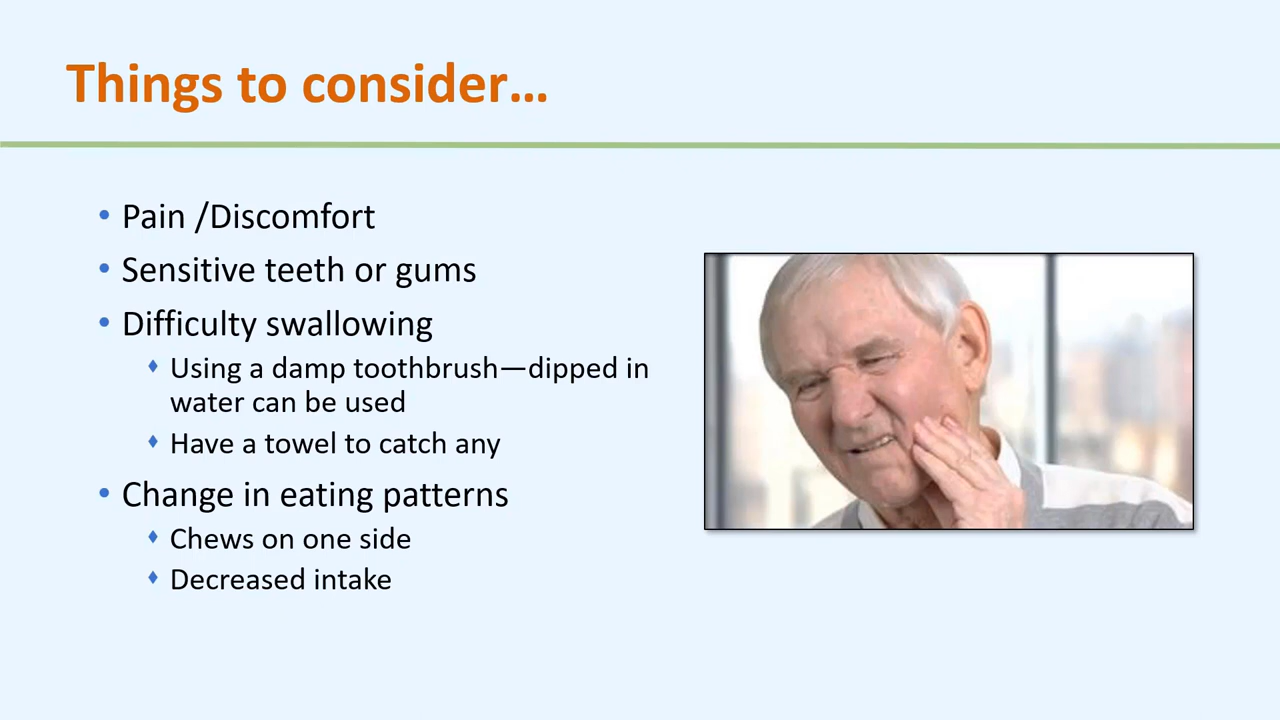 Things to consider…
• Pain /Discomfort
• Sensitive teeth or gums
• Difficulty swallowing
♦ Using a damp toothbrush—dipped in
water can be used
♦ Have a towel to catch any
• Change in eating patterns
♦ Chews on one side
♦ Decreased intake